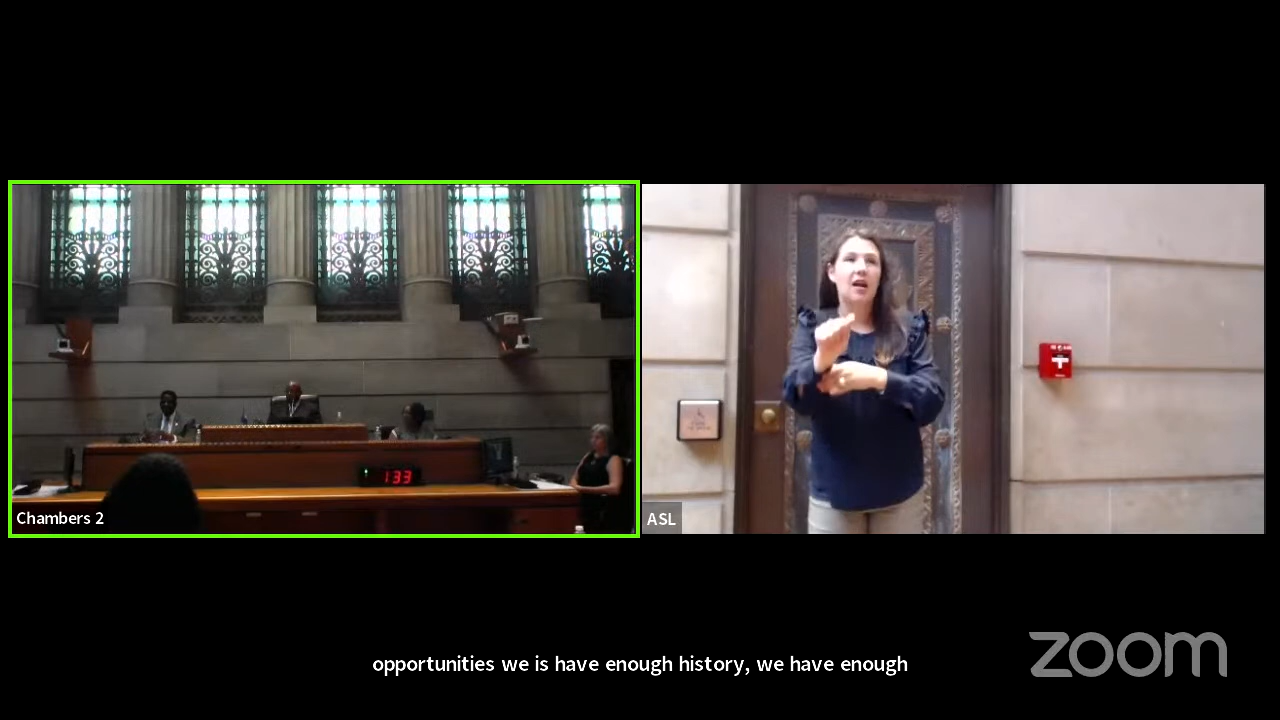 133
Chambers 2
ASL
opportunities we is have enough history, we have enough
zoom